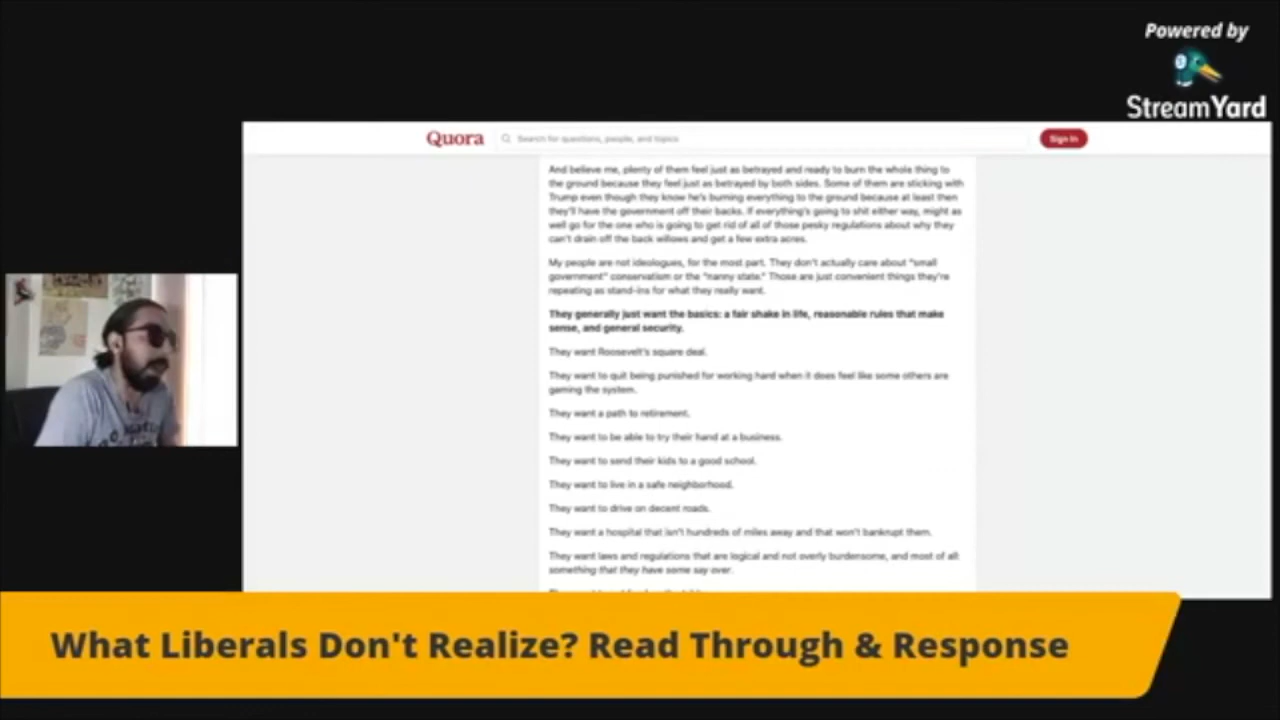 Powered by
StreamYard
Quora
Search for questions, people, and topics
Sign In
And believe me, plenty of them feel just as betrayed and ready to burn the whole thing to
the ground because they feel just as betrayed by both sides. Some of them are sticking with
Trump even though they know he's burning everything to the ground because at least then
they'll have the government off their backs. If everything's going to shit either way, might as
well go for the one who is going to get rid of all of those pesky regulations about why they
can't drain off the back willows and get a few extra acres.
My people are not ideologues, for the most part. They don't actually care about "small
government" conservatism or the "nanny state." Those are just convenient things they're
repeating as stand-ins for what they really want.
They generally just want the basics: a fair shake in life, reasonable rules that make
sense, and general security.
They want Roosevelt's square deal.
They want to quit being punished for working hard when it does feel like some others are
gaming the system.
They want a path to retirement.
They want to be able to try their hand at a business.
They want to send their kids to a good school.
They want to live in a safe neighborhood.
They want to drive on decent roads.
They want a hospital that isn't hundreds of miles away and that won't bankrupt them.
They want laws and regulations that are logical and not overly burdensome, and most of all:
something that they have some say over.
What Liberals Don't Realize? Read Through & Response